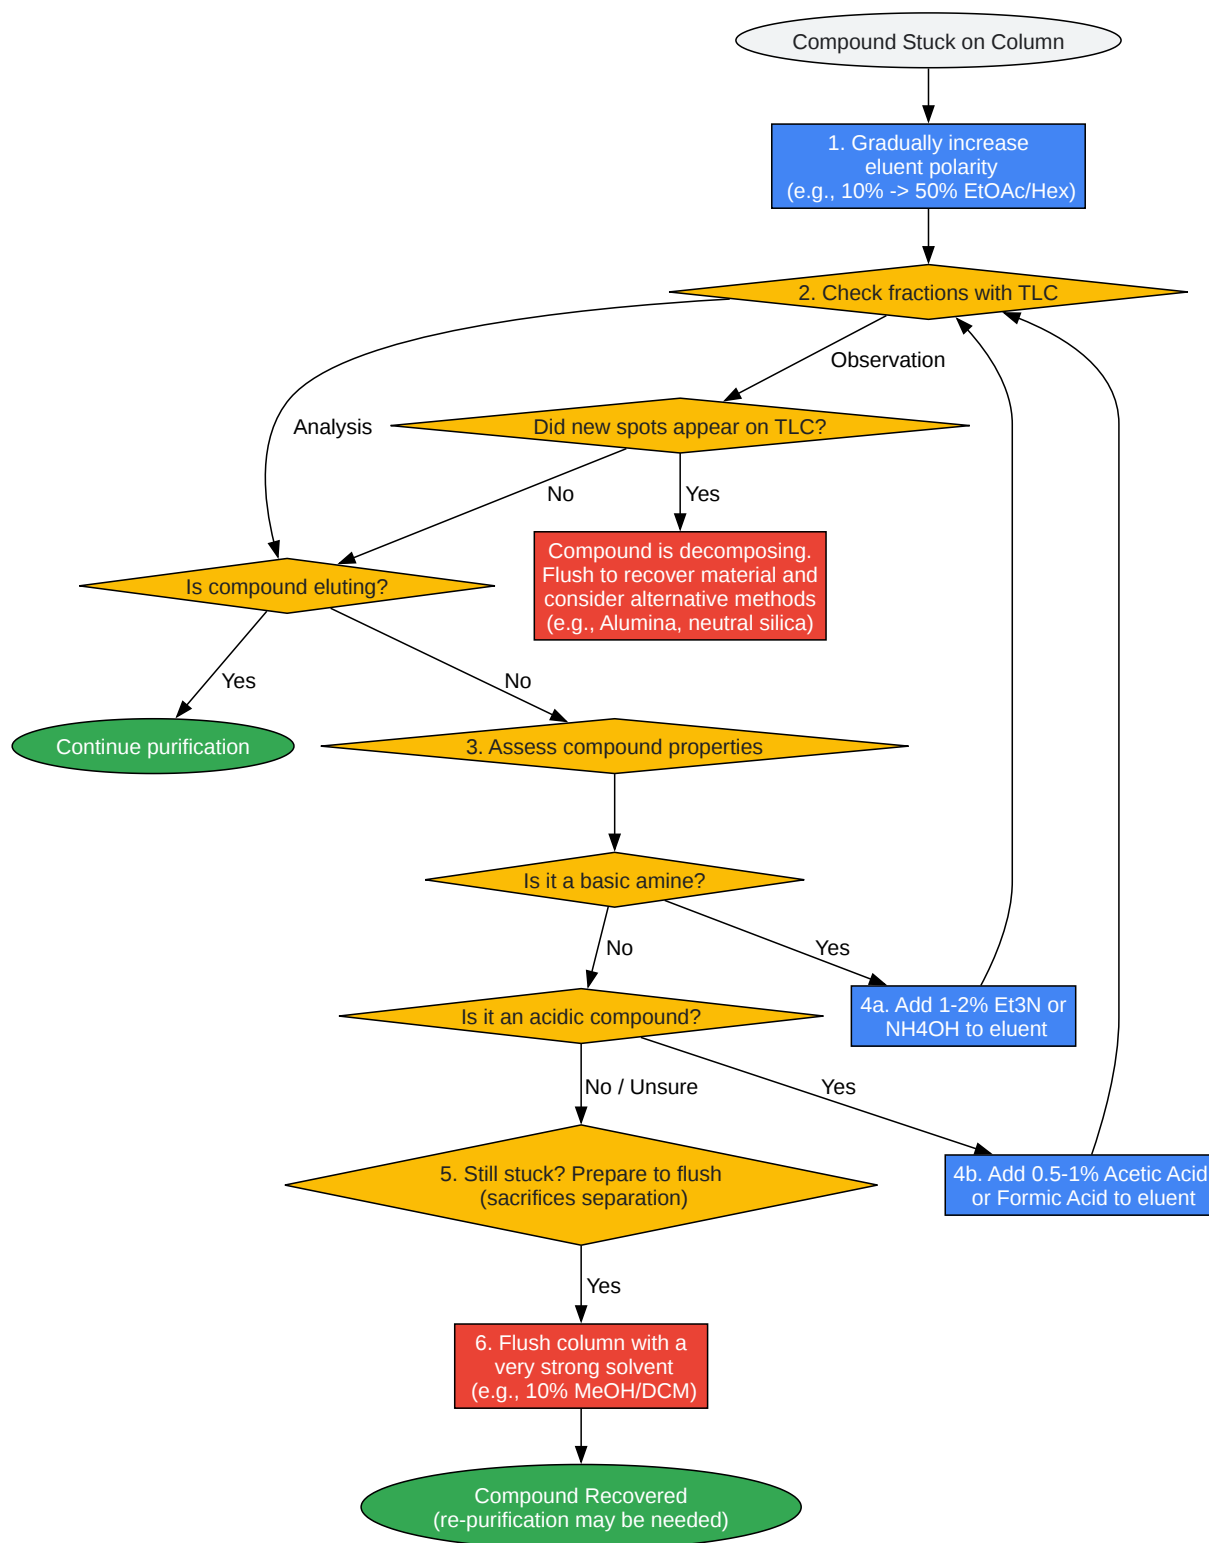 Compound Stuck on Column
1. Gradually increase
eluent polarity
(e.g., 10% -> 50% EtOAc/Hex)
2. Check fractions with TLC
Observation
Analysis
Did new spots appear on TLC?
No
Yes
Compound is decomposing.
Flush to recover material and
consider alternative methods
(e.g., Alumina, neutral silica)
Is compound eluting?
Yes
No
Continue purification
3. Assess compound properties
Is it a basic amine?
No
Yes
4a. Add 1-2% Et3N or
NH4OH to eluent
Is it an acidic compound?
No / Unsure
Yes
4b. Add 0.5-1% Acetic Acid
or Formic Acid to eluent
5. Still stuck? Prepare to flush
(sacrifices separation)
Yes
6. Flush column with a
very strong solvent
(e.g., 10% MeOH/DCM)
Compound Recovered
(re-purification may be needed)